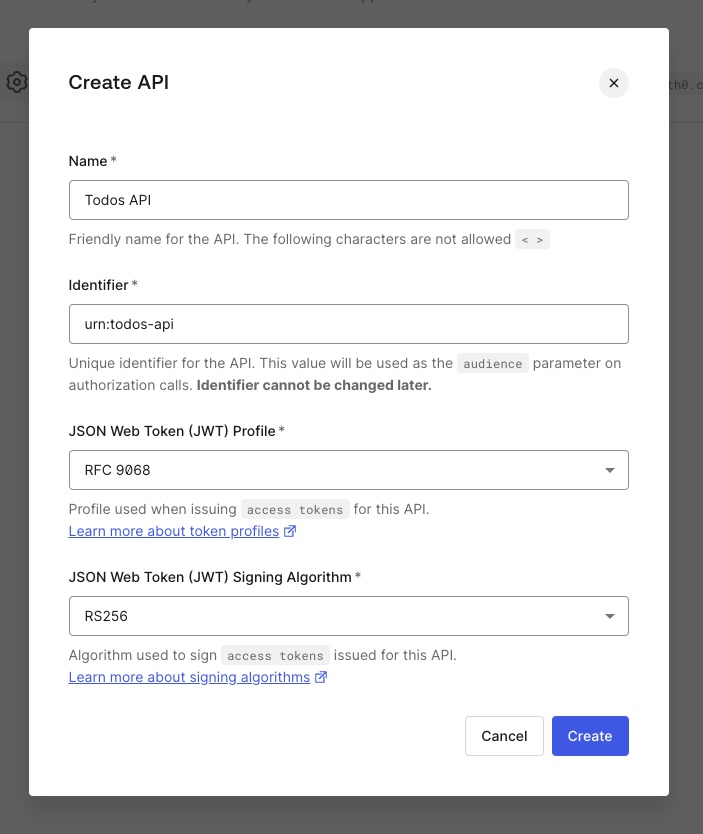 Create API
th0.c
Name *
Todos API
Friendly name for the API. The following characters are not allowed < >
Identifier *
urn:todos-api
Unique identifier for the API. This value will be used as the audience parameter on
authorization calls. Identifier cannot be changed later.
JSON Web Token (JWT) Profile *
RFC 9068
Profile used when issuing access tokens for this API.
Learn more about token profiles
JSON Web Token (JWT) Signing Algorithm *
RS256
Algorithm used to sign access tokens issued for this API.
Learn more about signing algorithms
Cancel
Create